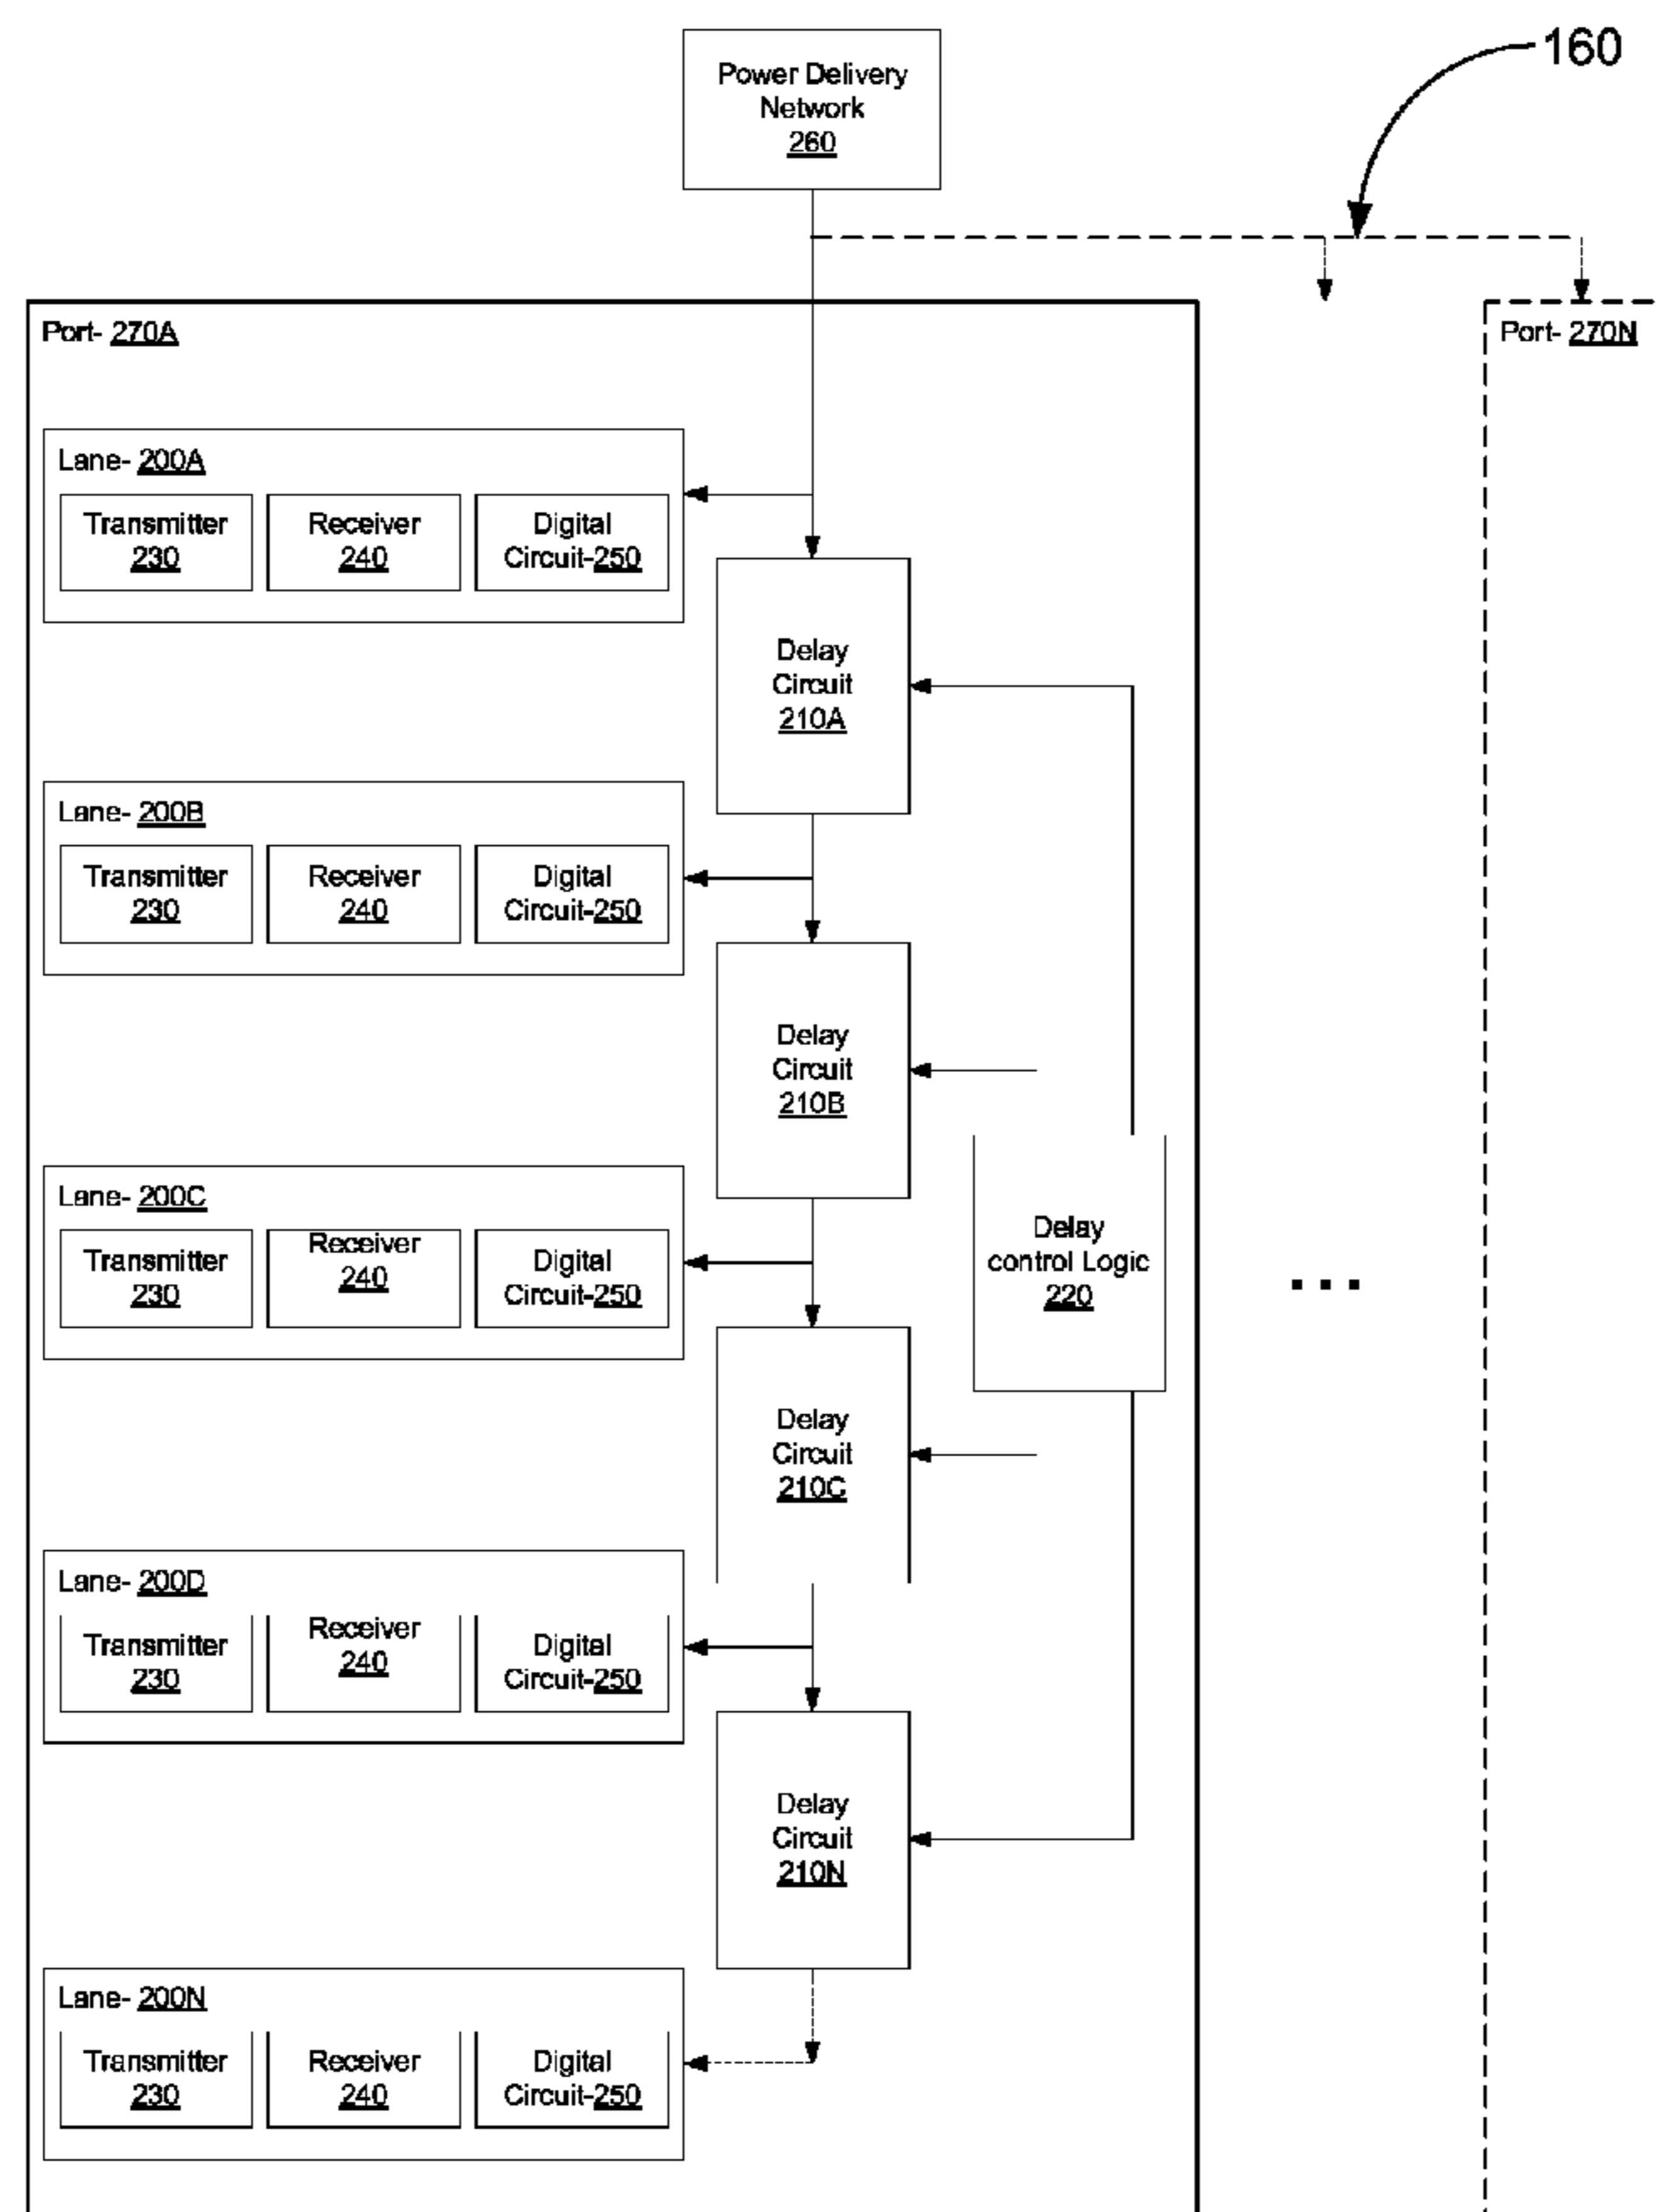 160
Power Delivery
Network
260
Port- 270A
Port- 270N
Lane- 200A
Transmitter
230
Receiver
240
Digital
Circuit-250
Delay
Circuit
210A
Lane- 200B
Transmitter
230
Receiver
240
Digital
Circuit-250
Delay
Circuit
210B
Lane- 200C
Transmitter
230
Receiver
240
Digital
Circuit-250
Delay
control Logic
220
...
Delay
Circuit
210C
Lane- 200D
Transmitter
230
Receiver
240
Digital
Circuit-250
Delay
Circuit
210N
Lane- 200N
Transmitter
230
Receiver
240
Digital
Circuit-250